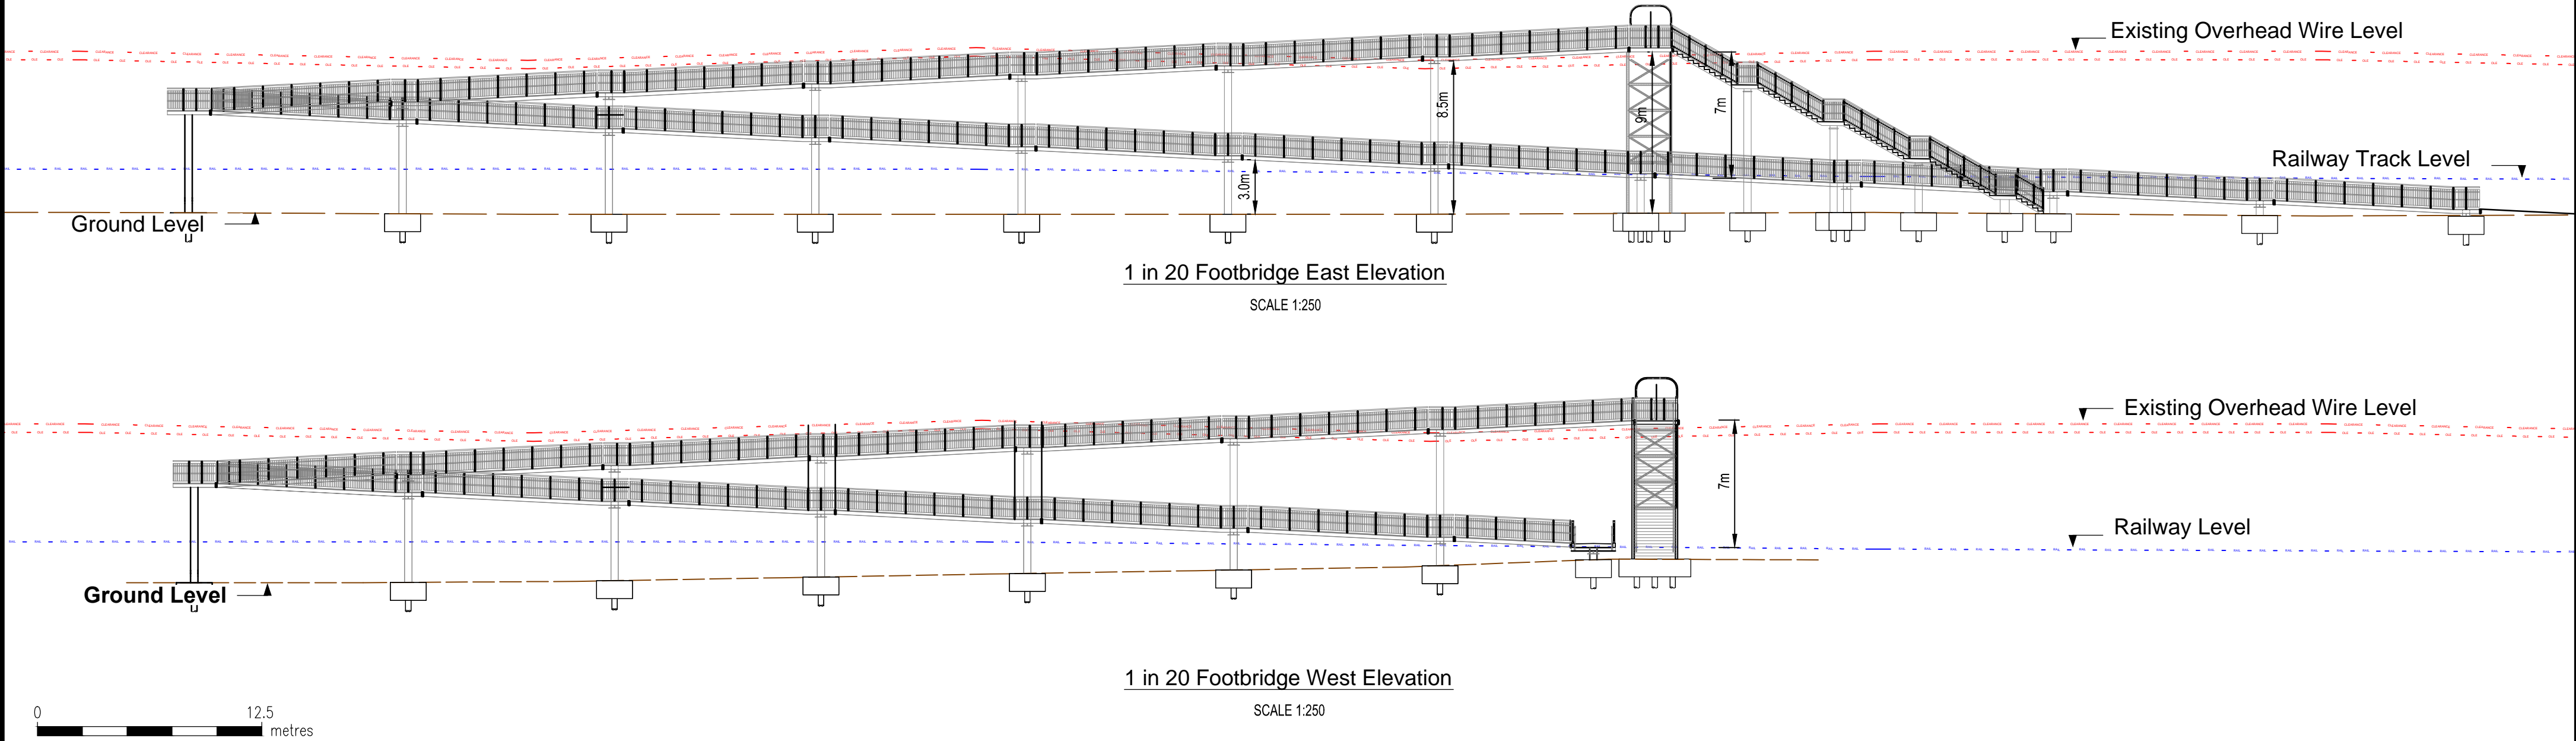 Existing Overhead Wire Level
9m
7m
8.5m
3.0m
Railway Track Level
Ground Level
1 in 20 Footbridge East Elevation
SCALE 1:250
Existing Overhead Wire Level
7m
Railway Level
Ground Level
1 in 20 Footbridge West Elevation
SCALE 1:250
0 12.5
metres